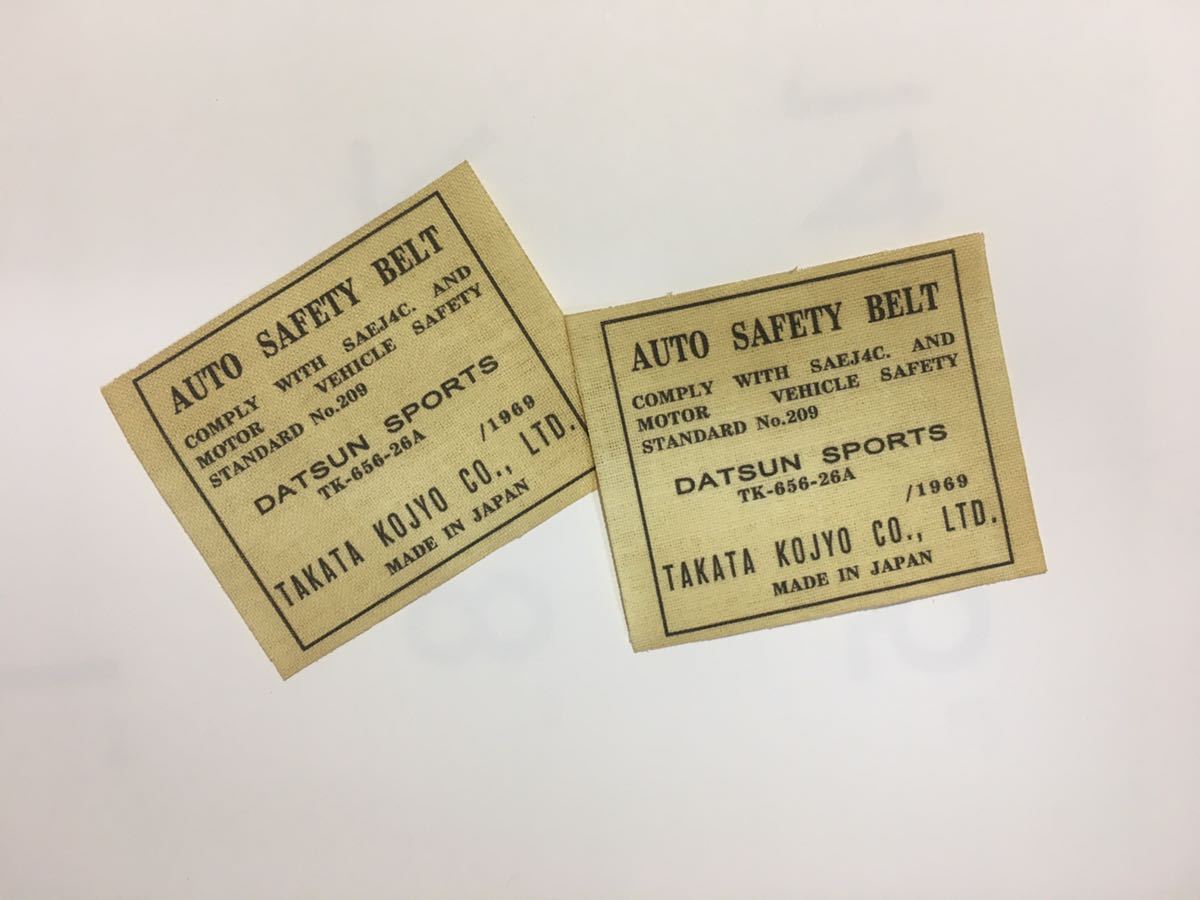 AUTO SAFETY BELT
COMPLY WITH SAEJ4C. AND
MOTOR VEHICLE SAFETY
STANDARD No.209
DATSUN SPORTS
TK-656-26A
/1969
TAKATA KOJYO CO., LTD.
MADE IN JAPAN
AUTO SAFETY BELT
COMPLY WITH SAEJ4C. AND
MOTOR VEHICLE SAFETY
STANDARD No.209
DATSUN SPORTS
TK-656-26A
/1969
TAKATA KOJYO CO., LTD.
MADE IN JAPAN